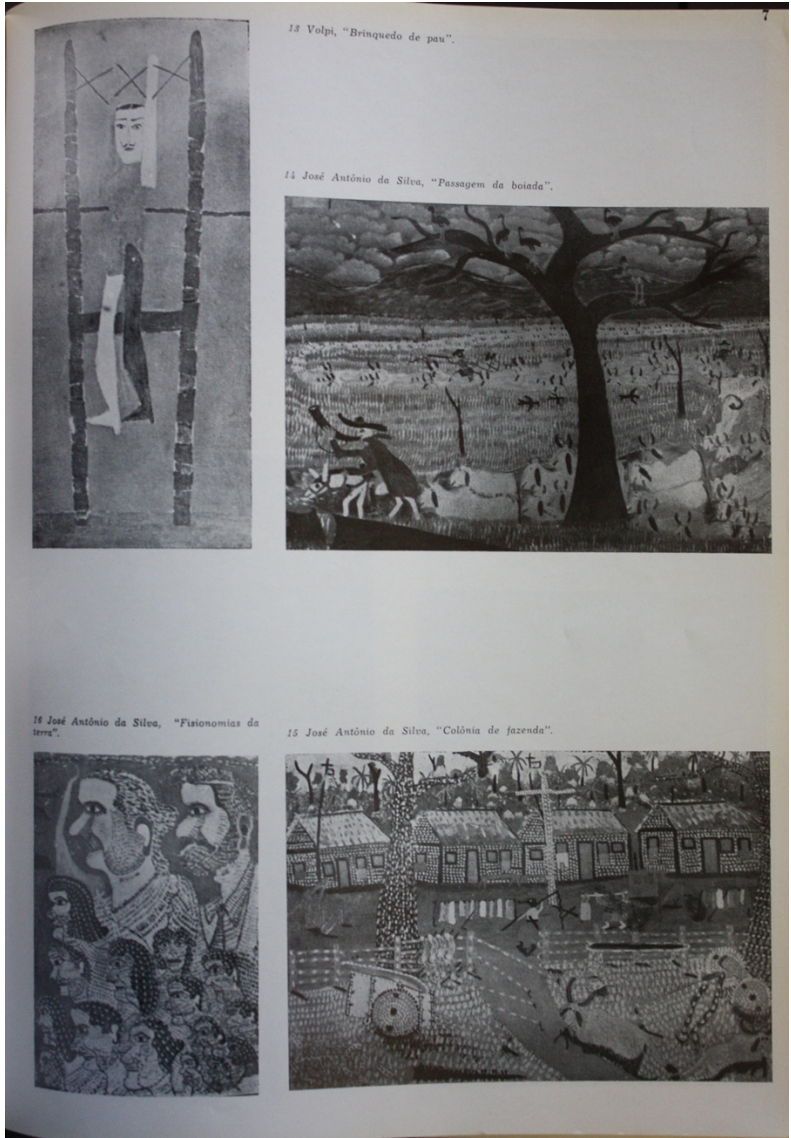 7
13 Volpi, "Brinquedo de pau".
14 José Antônio da Silva, "Passagem da boiada".
16 José Antônio da Silva, "Fisionomias da
terra".
15 José Antônio da Silva, "Colônia de fazenda".